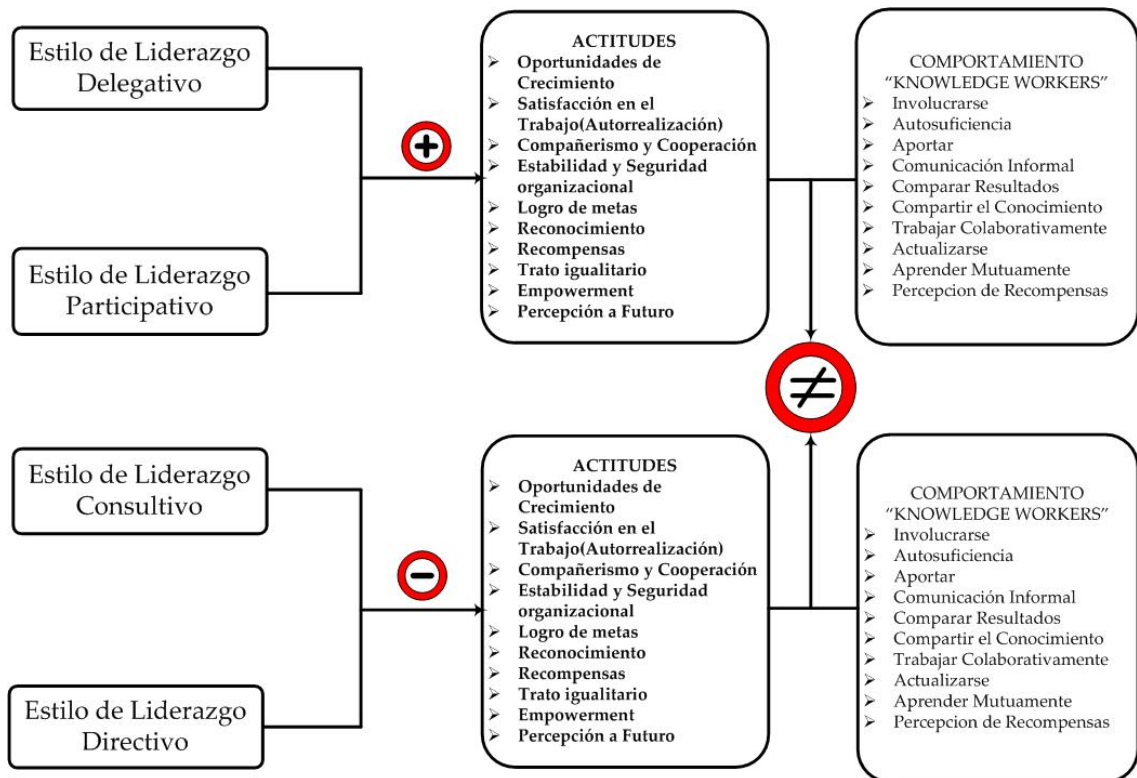 Estilo de Liderazgo
Delegativo
Estilo de Liderazgo
Participativo
+
ACTITUDES
➢ Oportunidades de
Crecimiento
➢ Satisfacción en el
Trabajo(Autorrealización)
➢ Compañerismo y Cooperación
➢ Estabilidad y Seguridad
organizacional
➢ Logro de metas
➢ Reconocimiento
➢ Recompensas
➢ Trato igualitario
➢ Empowerment
➢ Percepción a Futuro
COMPORTAMIENTO
“KNOWLEDGE WORKERS”
➢ Involucrarse
➢ Autosuficiencia
➢ Aportar
➢ Comunicación Informal
➢ Comparar Resultados
➢ Compartir el Conocimiento
➢ Trabajar Colaborativamente
➢ Actualizarse
➢ Aprender Mutuamente
➢ Percepcion de Recompensas
≠
Estilo de Liderazgo
Consultivo
Estilo de Liderazgo
Directivo
−
ACTITUDES
➢ Oportunidades de
Crecimiento
➢ Satisfacción en el
Trabajo(Autorrealización)
➢ Compañerismo y Cooperación
➢ Estabilidad y Seguridad
organizacional
➢ Logro de metas
➢ Reconocimiento
➢ Recompensas
➢ Trato igualitario
➢ Empowerment
➢ Percepción a Futuro
COMPORTAMIENTO
“KNOWLEDGE WORKERS”
➢ Involucrarse
➢ Autosuficiencia
➢ Aportar
➢ Comunicación Informal
➢ Comparar Resultados
➢ Compartir el Conocimiento
➢ Trabajar Colaborativamente
➢ Actualizarse
➢ Aprender Mutuamente
➢ Percepcion de Recompensas